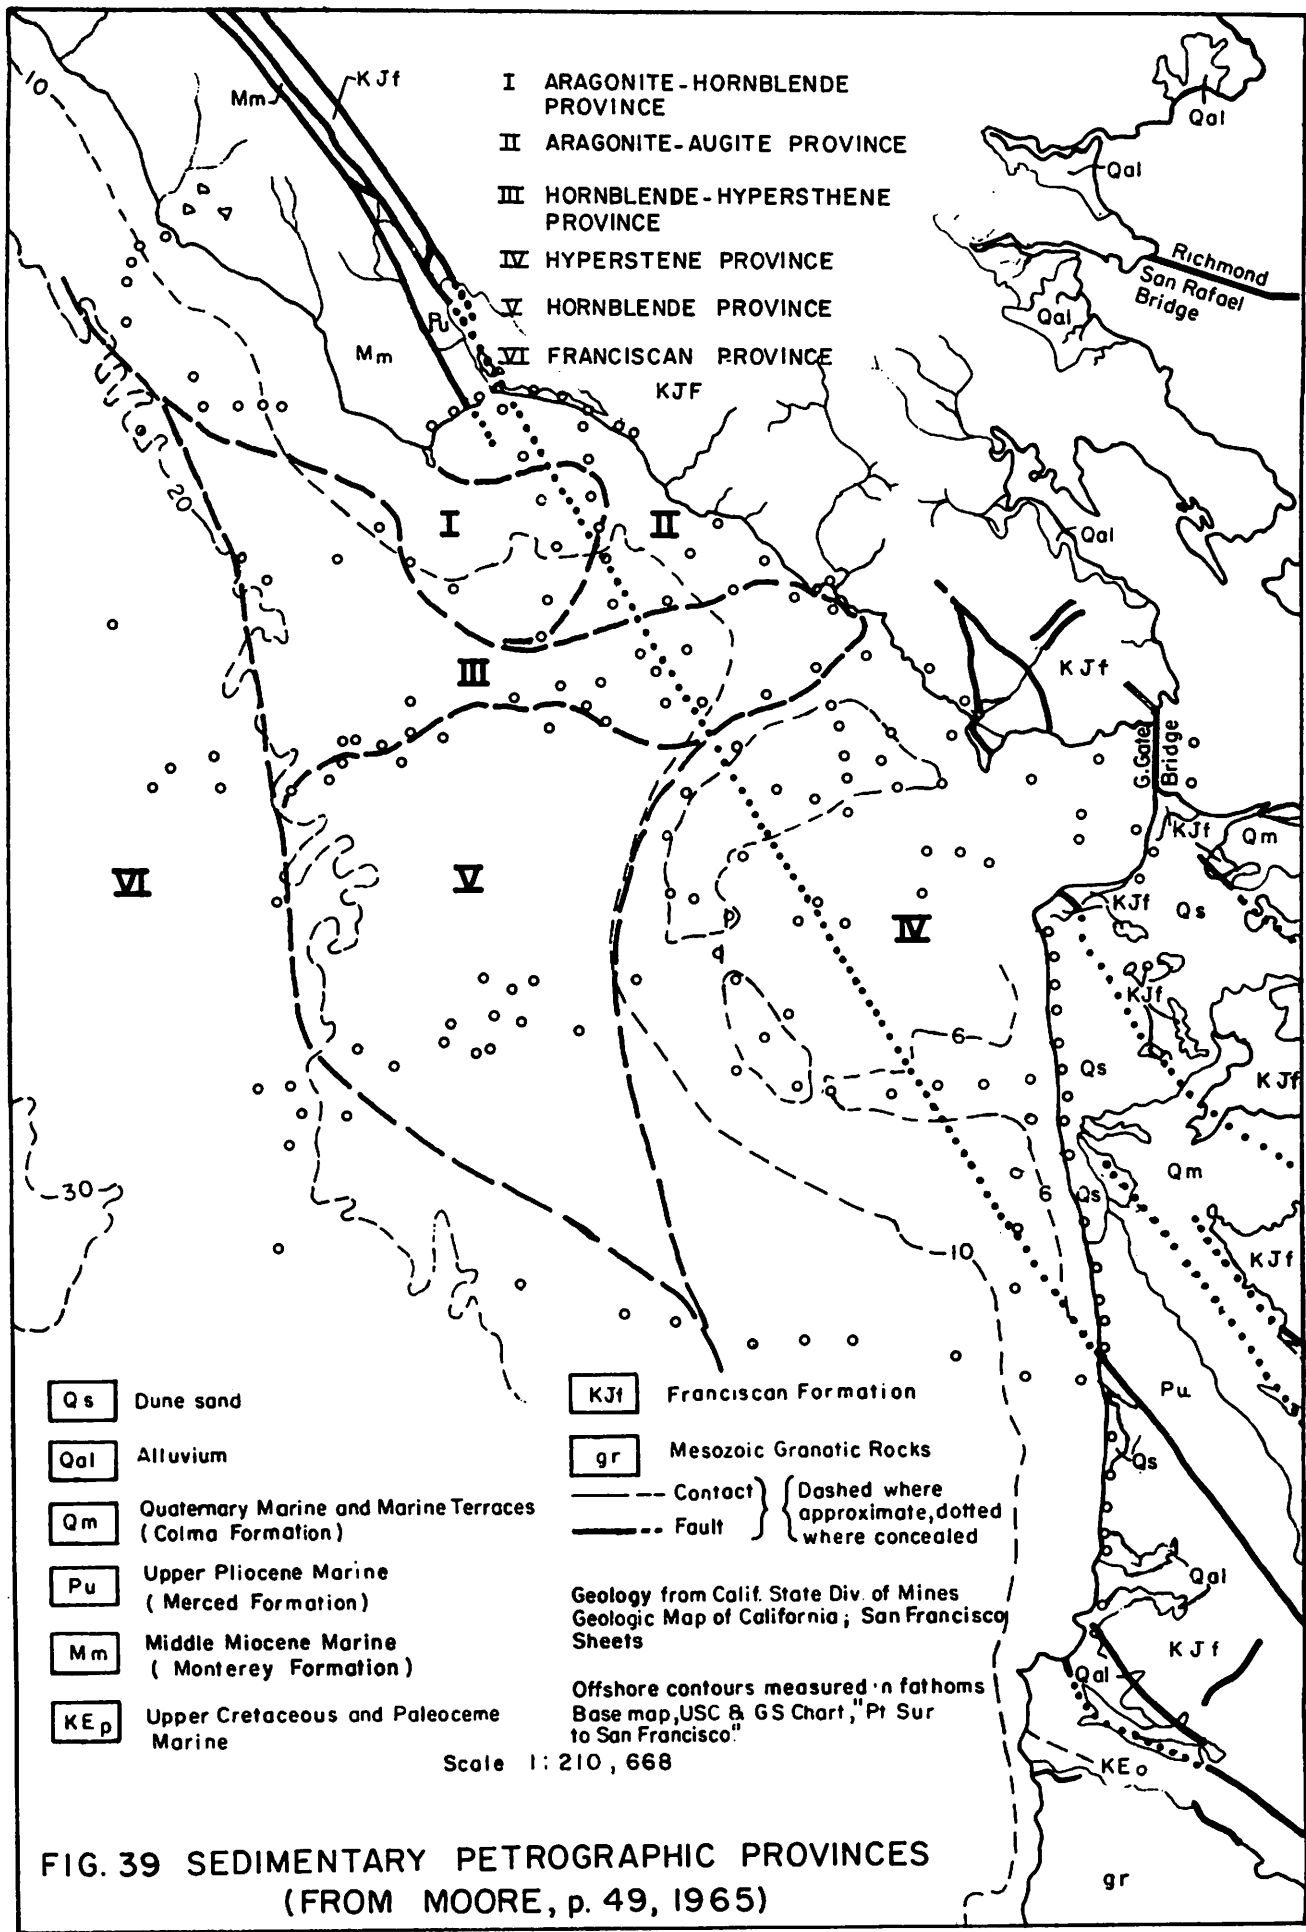 10
Mm
KJf
I ARAGONITE-HORNBLENDE
PROVINCE
II ARAGONITE-AUGITE PROVINCE
III HORNBLENDE-HYPERSTHENE
PROVINCE
IV HYPERSTENE PROVINCE
V HORNBLENDE PROVINCE
VI FRANCISCAN PROVINCE
KJF
Qal
Qal
Richmond
San Rafael
Bridge
Qal
Pu
Mm
20
I
II
Qal
III
KJf
G.Gate
Bridge
KJf
Qm
VI
V
IV
KJf
Qs
KJf
6
Qs
KJf
30
Qm
6
Qs
10
KJf
Pu
Qs
Qal
KJf
Qal
gr
Qs Dune sand
Qal Alluvium
Qm Quaternary Marine and Marine Terraces
(Colma Formation)
Pu Upper Pliocene Marine
(Merced Formation)
Mm Middle Miocene Marine
(Monterey Formation)
KEp Upper Cretaceous and Paleoceme
Marine
KJf Franciscan Formation
gr Mesozoic Granatic Rocks
Contact
Fault
Dashed where
approximate, dotted
where concealed
Geology from Calif. State Div. of Mines
Geologic Map of California; San Francisco
Sheets
Offshore contours measured in fathoms
Base map, USC & GS Chart, "Pt Sur
to San Francisco"
Scale 1:210,668
FIG. 39 SEDIMENTARY PETROGRAPHIC PROVINCES
(FROM MOORE, p. 49, 1965)